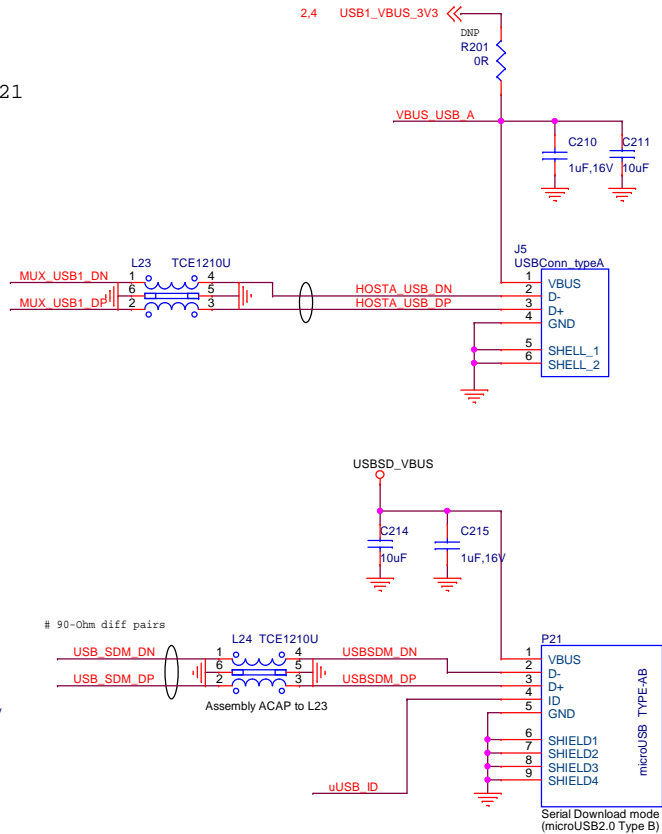 2,4 USB1_VBUS_3V3
DNP
R201
0R
21
VBUS_USB_A
C210
1uF,16V
C211
10uF
J5
USBConn_typeA
L23 TCE1210U
MUX_USB1_DN 1 4
6 5
MUX_USB1_DP 2 3
HOSTA_USB_DN
HOSTA_USB_DP
1 VBUS
2 D-
3 D+
4 GND
5 SHELL_1
6 SHELL_2
USBSD_VBUS
C214
10uF
C215
1uF,16V
# 90-Ohm diff pairs
L24 TCE1210U
USB_SDM_DN 1 4 USBSDM_DN
6 5
USB_SDM_DP 2 3 USBSDM_DP
Assembly ACAP to L23
uUSB_ID
P21
1 VBUS
2 D-
3 D+
4 ID
5 GND
6 SHIELD1
7 SHIELD2
8 SHIELD3
9 SHIELD4
microUSB TYPE-AB
Serial Download mode
(microUSB2.0 Type B)